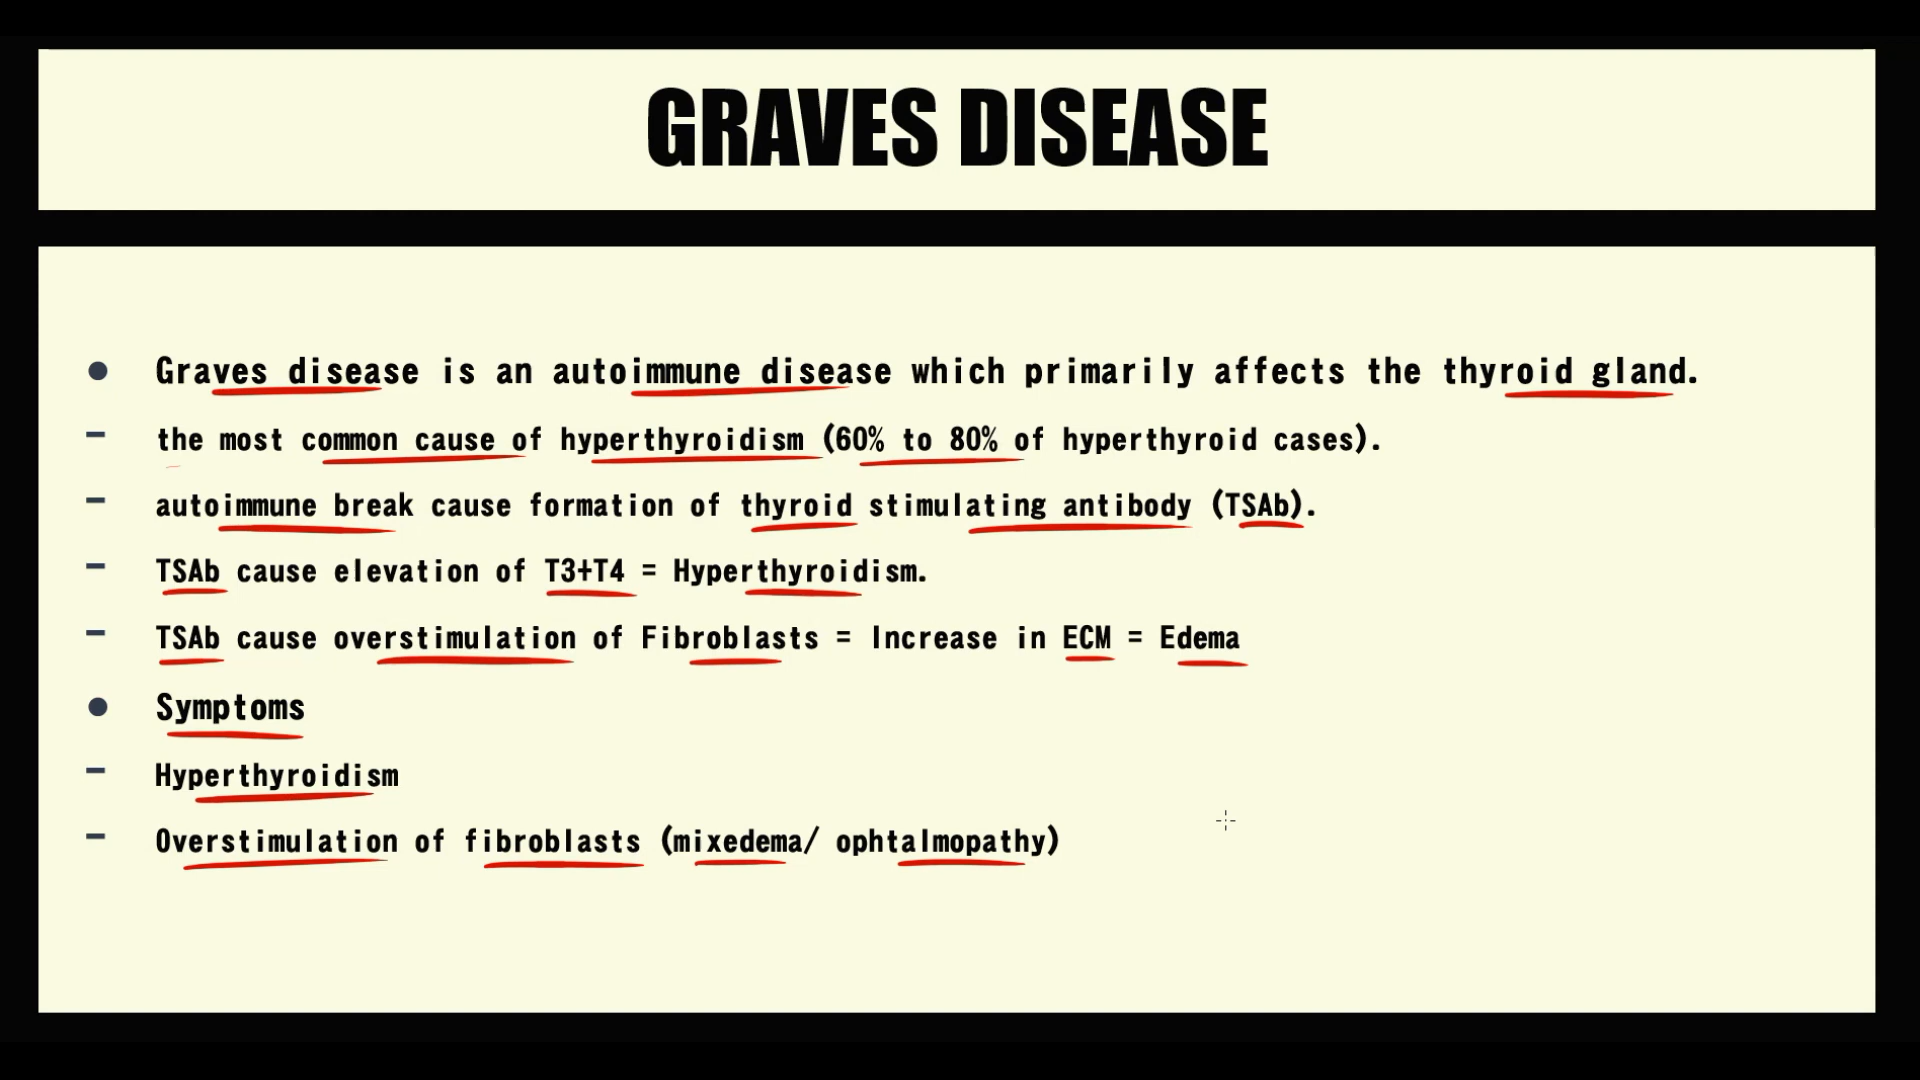 GRAVES DISEASE
● Graves disease is an autoimmune disease which primarily affects the thyroid gland.
– the most common cause of hyperthyroidism (60% to 80% of hyperthyroid cases).
– autoimmune break cause formation of thyroid stimulating antibody (TSAb).
– TSAb cause elevation of T3+T4 = Hyperthyroidism.
– TSAb cause overstimulation of Fibroblasts = Increase in ECM = Edema
● Symptoms
– Hyperthyroidism
– Overstimulation of fibroblasts (mixedema/ ophtalmopathy)